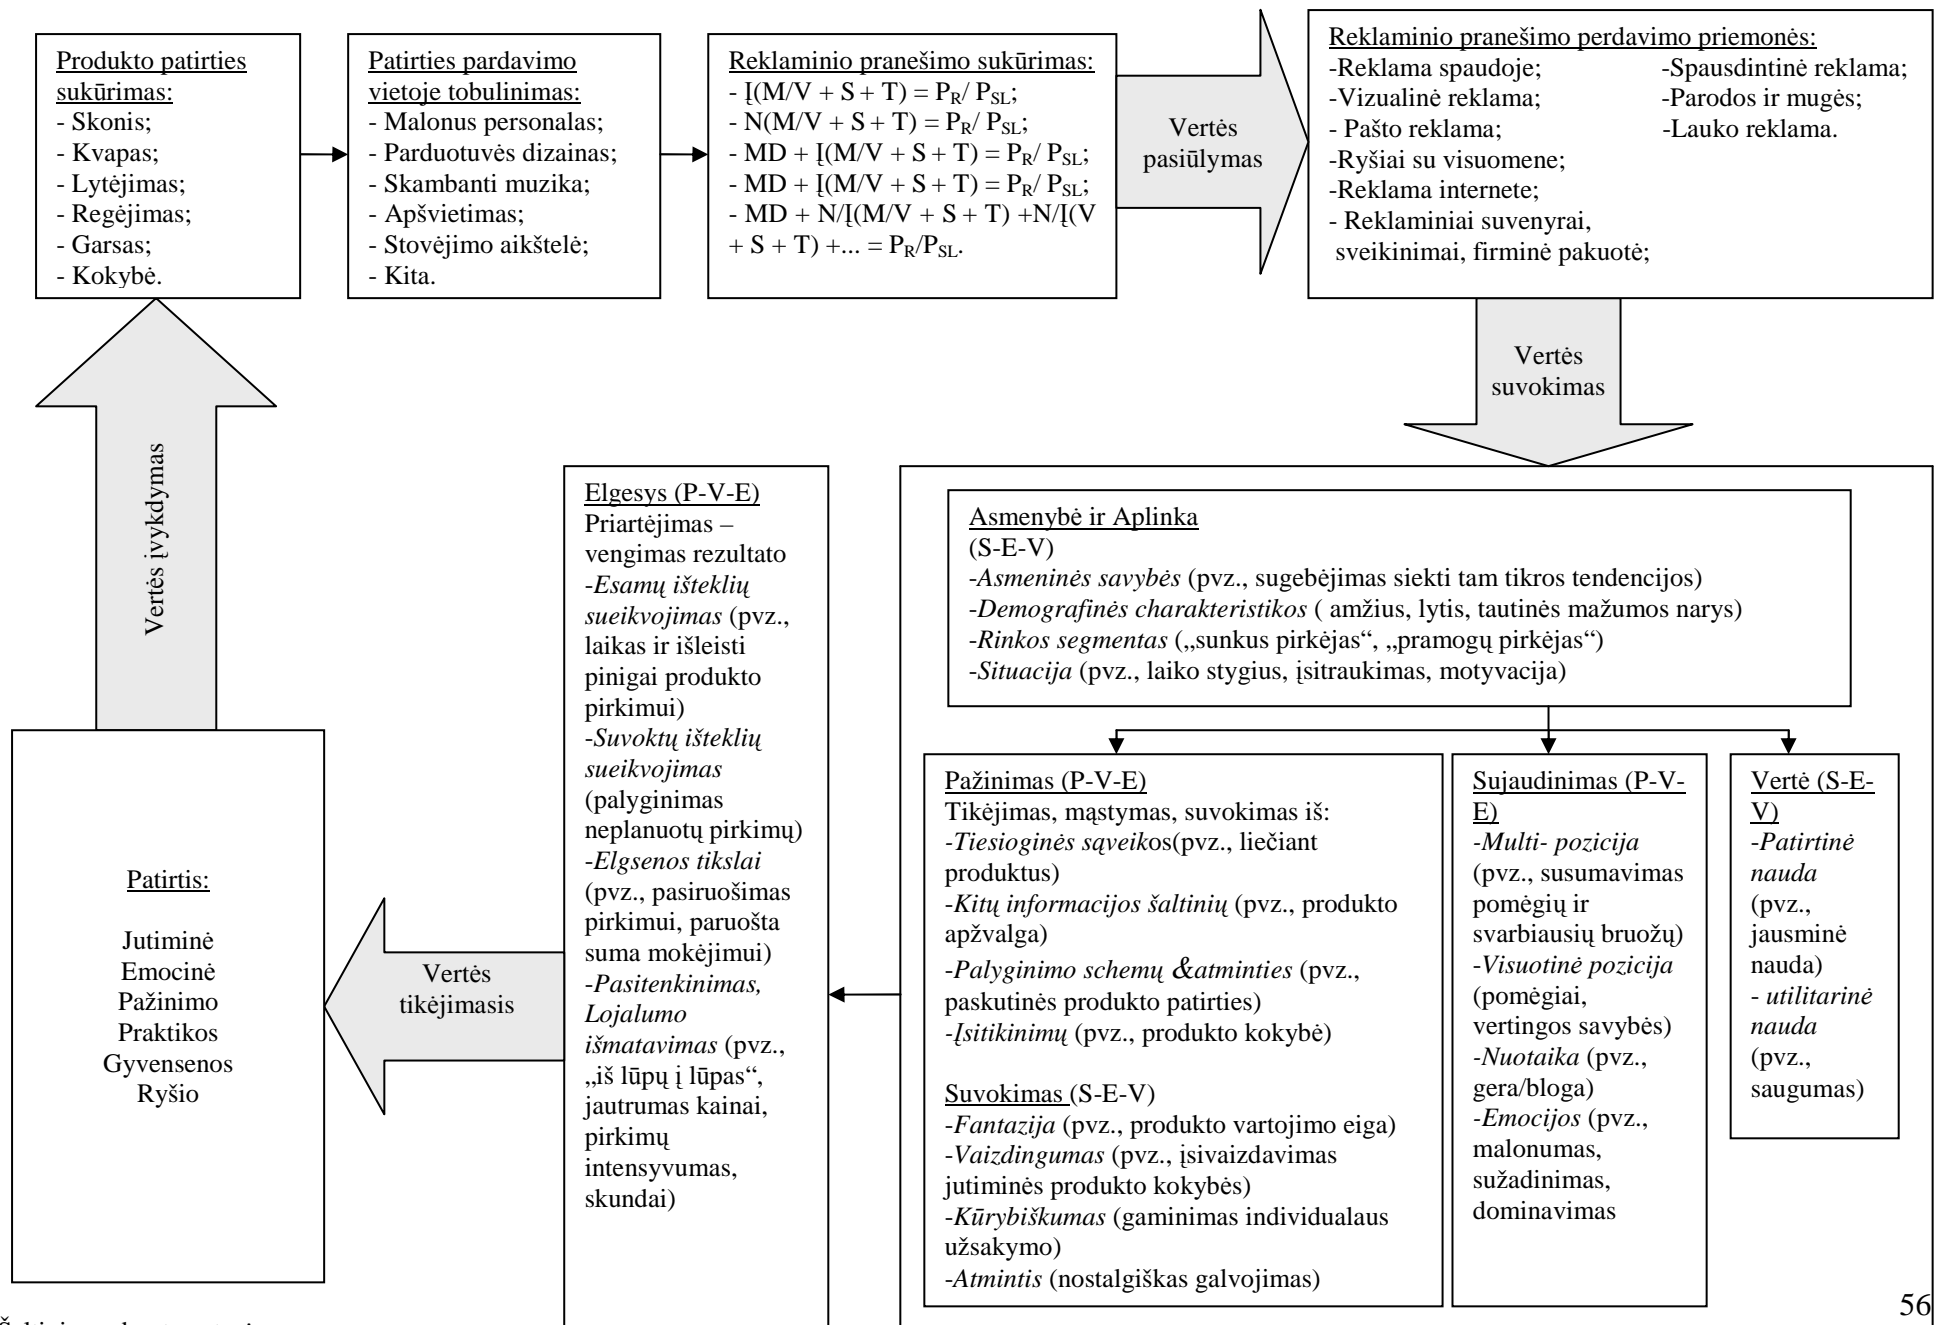 Produkto patirties
sukūrimas:
- Skonis;
- Kvapas;
- Lytėjimas;
- Regėjimas;
- Garsas;
- Kokybė.
Patirties pardavimo
vietoje tobulinimas:
- Malonus personalas;
- Parduotuvės dizainas;
- Skambanti muzika;
- Apšvietimas;
- Stovėjimo aikštelė;
- Kita.
Reklaminio pranešimo sukūrimas:
- Į(M/V + S + T) = PR/ PSL;
- N(M/V + S + T) = PR/ PSL;
- MD + Į(M/V + S + T) = PR/ PSL;
- MD + Į(M/V + S + T) = PR/ PSL;
- MD + N/Į(M/V + S + T) +N/Į(V
+ S + T) +... = PR/PSL.
Vertės
pasiūlymas
Reklaminio pranešimo perdavimo priemonės:
-Reklama spaudoje; -Spausdintinė reklama;
-Vizualinė reklama; -Parodos ir mugės;
- Pašto reklama; -Lauko reklama.
-Ryšiai su visuomene;
-Reklama internete;
- Reklaminiai suvenyrai,
sveikinimai, firminė pakuotė;
Vertės
suvokimas
Asmenybė ir Aplinka
(S-E-V)
-Asmeninės savybės (pvz., sugebėjimas siekti tam tikros tendencijos)
-Demografinės charakteristikos ( amžius, lytis, tautinės mažumos narys)
-Rinkos segmentas („sunkus pirkėjas“, „pramogų pirkėjas“)
-Situacija (pvz., laiko stygius, įsitraukimas, motyvacija)
Pažinimas (P-V-E)
Tikėjimas, mąstymas, suvokimas iš:
-Tiesioginės sąveikos(pvz., liečiant
produktus)
-Kitų informacijos šaltinių (pvz., produkto
apžvalga)
-Palyginimo schemų &atminties (pvz.,
paskutinės produkto patirties)
-Įsitikinimų (pvz., produkto kokybė)
Suvokimas (S-E-V)
-Fantazija (pvz., produkto vartojimo eiga)
-Vaizdingumas (pvz., įsivaizdavimas
jutiminės produkto kokybės)
-Kūrybiškumas (gaminimas individualaus
užsakymo)
-Atmintis (nostalgiškas galvojimas)
Sujaudinimas (P-V-
E)
-Multi- pozicija
(pvz., susumavimas
pomėgių ir
svarbiausių bruožų)
-Visuotinė pozicija
(pomėgiai,
vertingos savybės)
-Nuotaika (pvz.,
gera/bloga)
-Emocijos (pvz.,
malonumas,
sužadinimas,
dominavimas
Vertė (S-E-
V)
-Patirtinė
nauda
(pvz.,
jausminė
nauda)
- utilitarinė
nauda
(pvz.,
saugumas)
Elgesys (P-V-E)
Priartėjimas –
vengimas rezultato
-Esamų išteklių
sueikvojimas (pvz.,
laikas ir išleisti
pinigai produkto
pirkimui)
-Suvoktų išteklių
sueikvojimas
(palyginimas
neplanuotų pirkimų)
-Elgsenos tikslai
(pvz., pasiruošimas
pirkimui, paruošta
suma mokėjimui)
-Pasitenkinimas,
Lojalumo
išmatavimas (pvz.,
„iš lūpų į lūpas“,
jautrumas kainai,
pirkimų
intensyvumas,
skundai)
Vertės
tikėjimasis
Patirtis:
Jutiminė
Emocinė
Pažinimo
Praktikos
Gyvensenos
Ryšio
Vertės įvykdymas
56